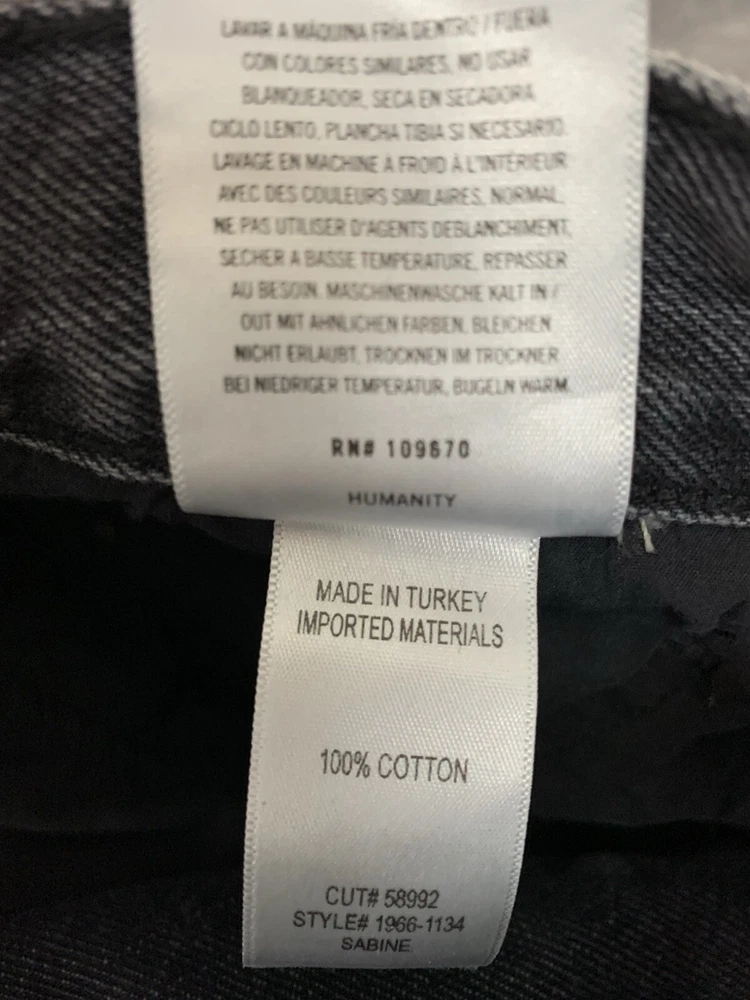 LAVAR A MÁQUINA FRÍA DENTRO / FUERA
CON COLORES SIMILARES, NO USAR
BLANQUEADOR, SECA EN SECADORA
CICLO LENTO, PLANCHA TIBIA SI NECESARIO.
LAVAGE EN MACHINE A FROID À L'INTÉRIEUR
AVEC DES COULEURS SIMILAIRES, NORMAL,
NE PAS UTILISER D'AGENTS DEBLANCHIMENT,
SECHER A BASSE TEMPERATURE, REPASSER
AU BESOIN. MASCHINENWASCHE KALT IN /
OUT MIT AHNLICHEN FARBEN, BLEICHEN
NICHT ERLAUBT, TROCKNEN IM TROCKNER
BEI NIEDRIGER TEMPERATUR, BUGELN WARM.
RN# 109670
HUMANITY
MADE IN TURKEY
IMPORTED MATERIALS
100% COTTON
CUT# 58992
STYLE# 1966-1134
SABINE